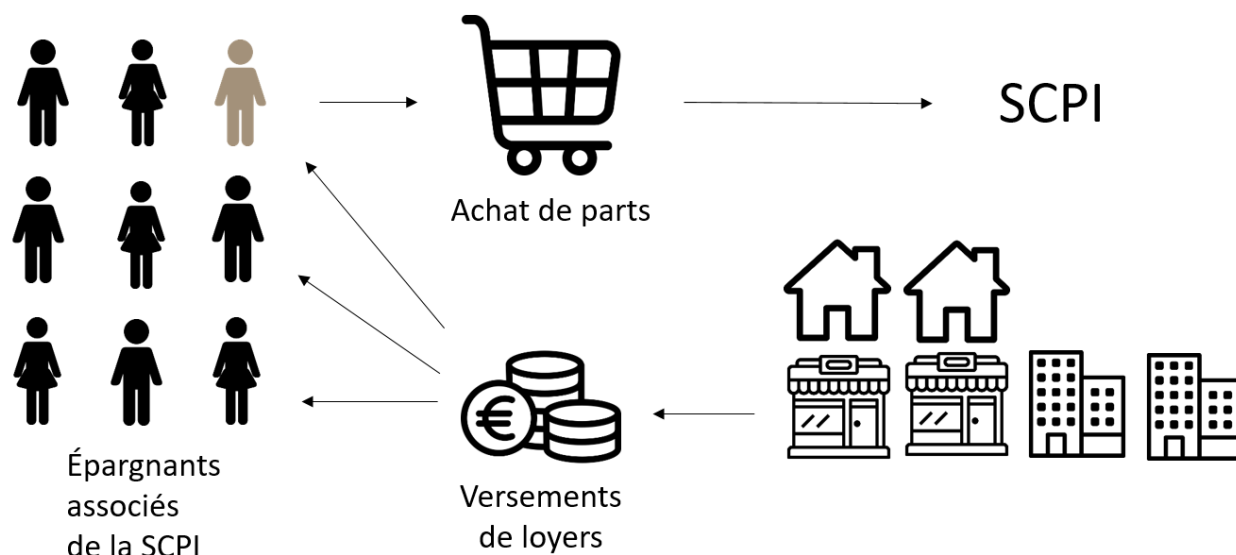 SCPI
Achat de parts
Épargnants
associés
de la SCPI
€
Versements
de loyers